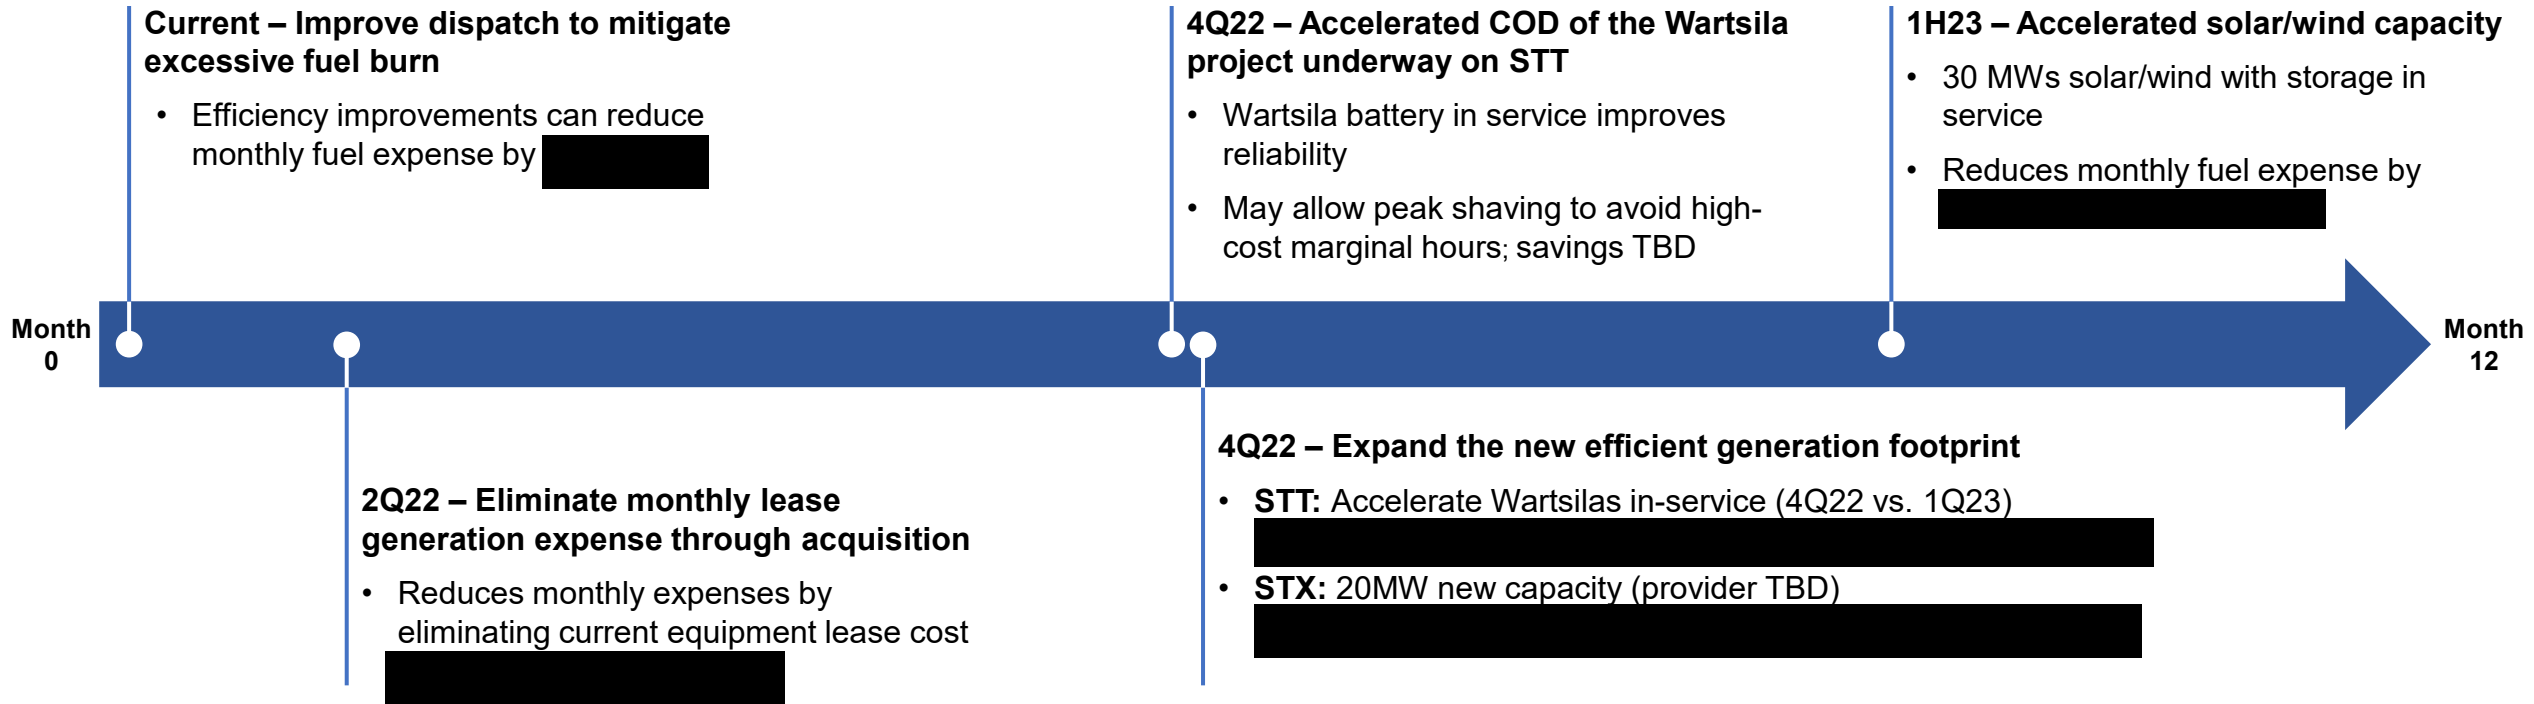 Current – Improve dispatch to mitigate
excessive fuel burn
• Efficiency improvements can reduce
monthly fuel expense by
4Q22 – Accelerated COD of the Wartsila
project underway on STT
• Wartsila battery in service improves
reliability
• May allow peak shaving to avoid high-
cost marginal hours; savings TBD
1H23 – Accelerated solar/wind capacity
• 30 MWs solar/wind with storage in
service
• Reduces monthly fuel expense by
Month
0
Month
12
2Q22 – Eliminate monthly lease
generation expense through acquisition
• Reduces monthly expenses by
eliminating current equipment lease cost
4Q22 – Expand the new efficient generation footprint
• STT: Accelerate Wartsilas in-service (4Q22 vs. 1Q23)
• STX: 20MW new capacity (provider TBD)